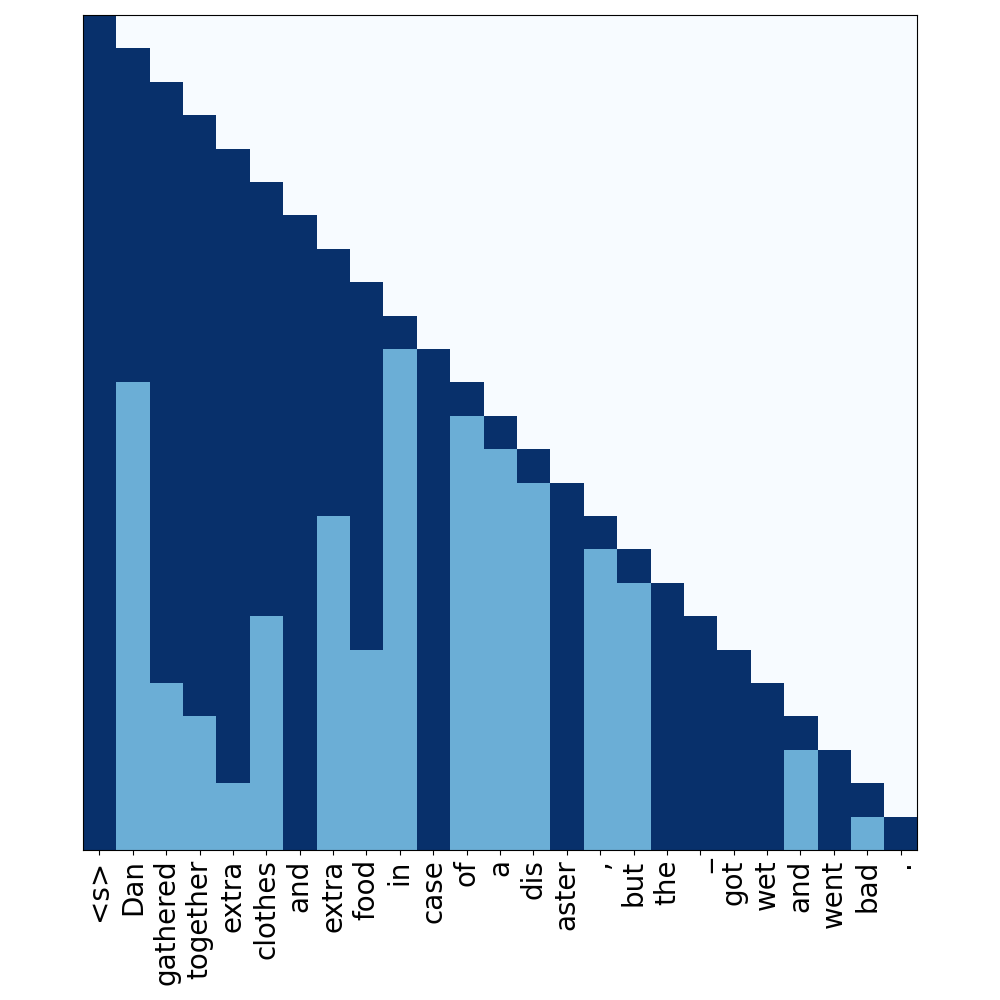 <s> Dan gathered together extra clothes and extra food in case of a dis aster , but the _ got wet and went bad .